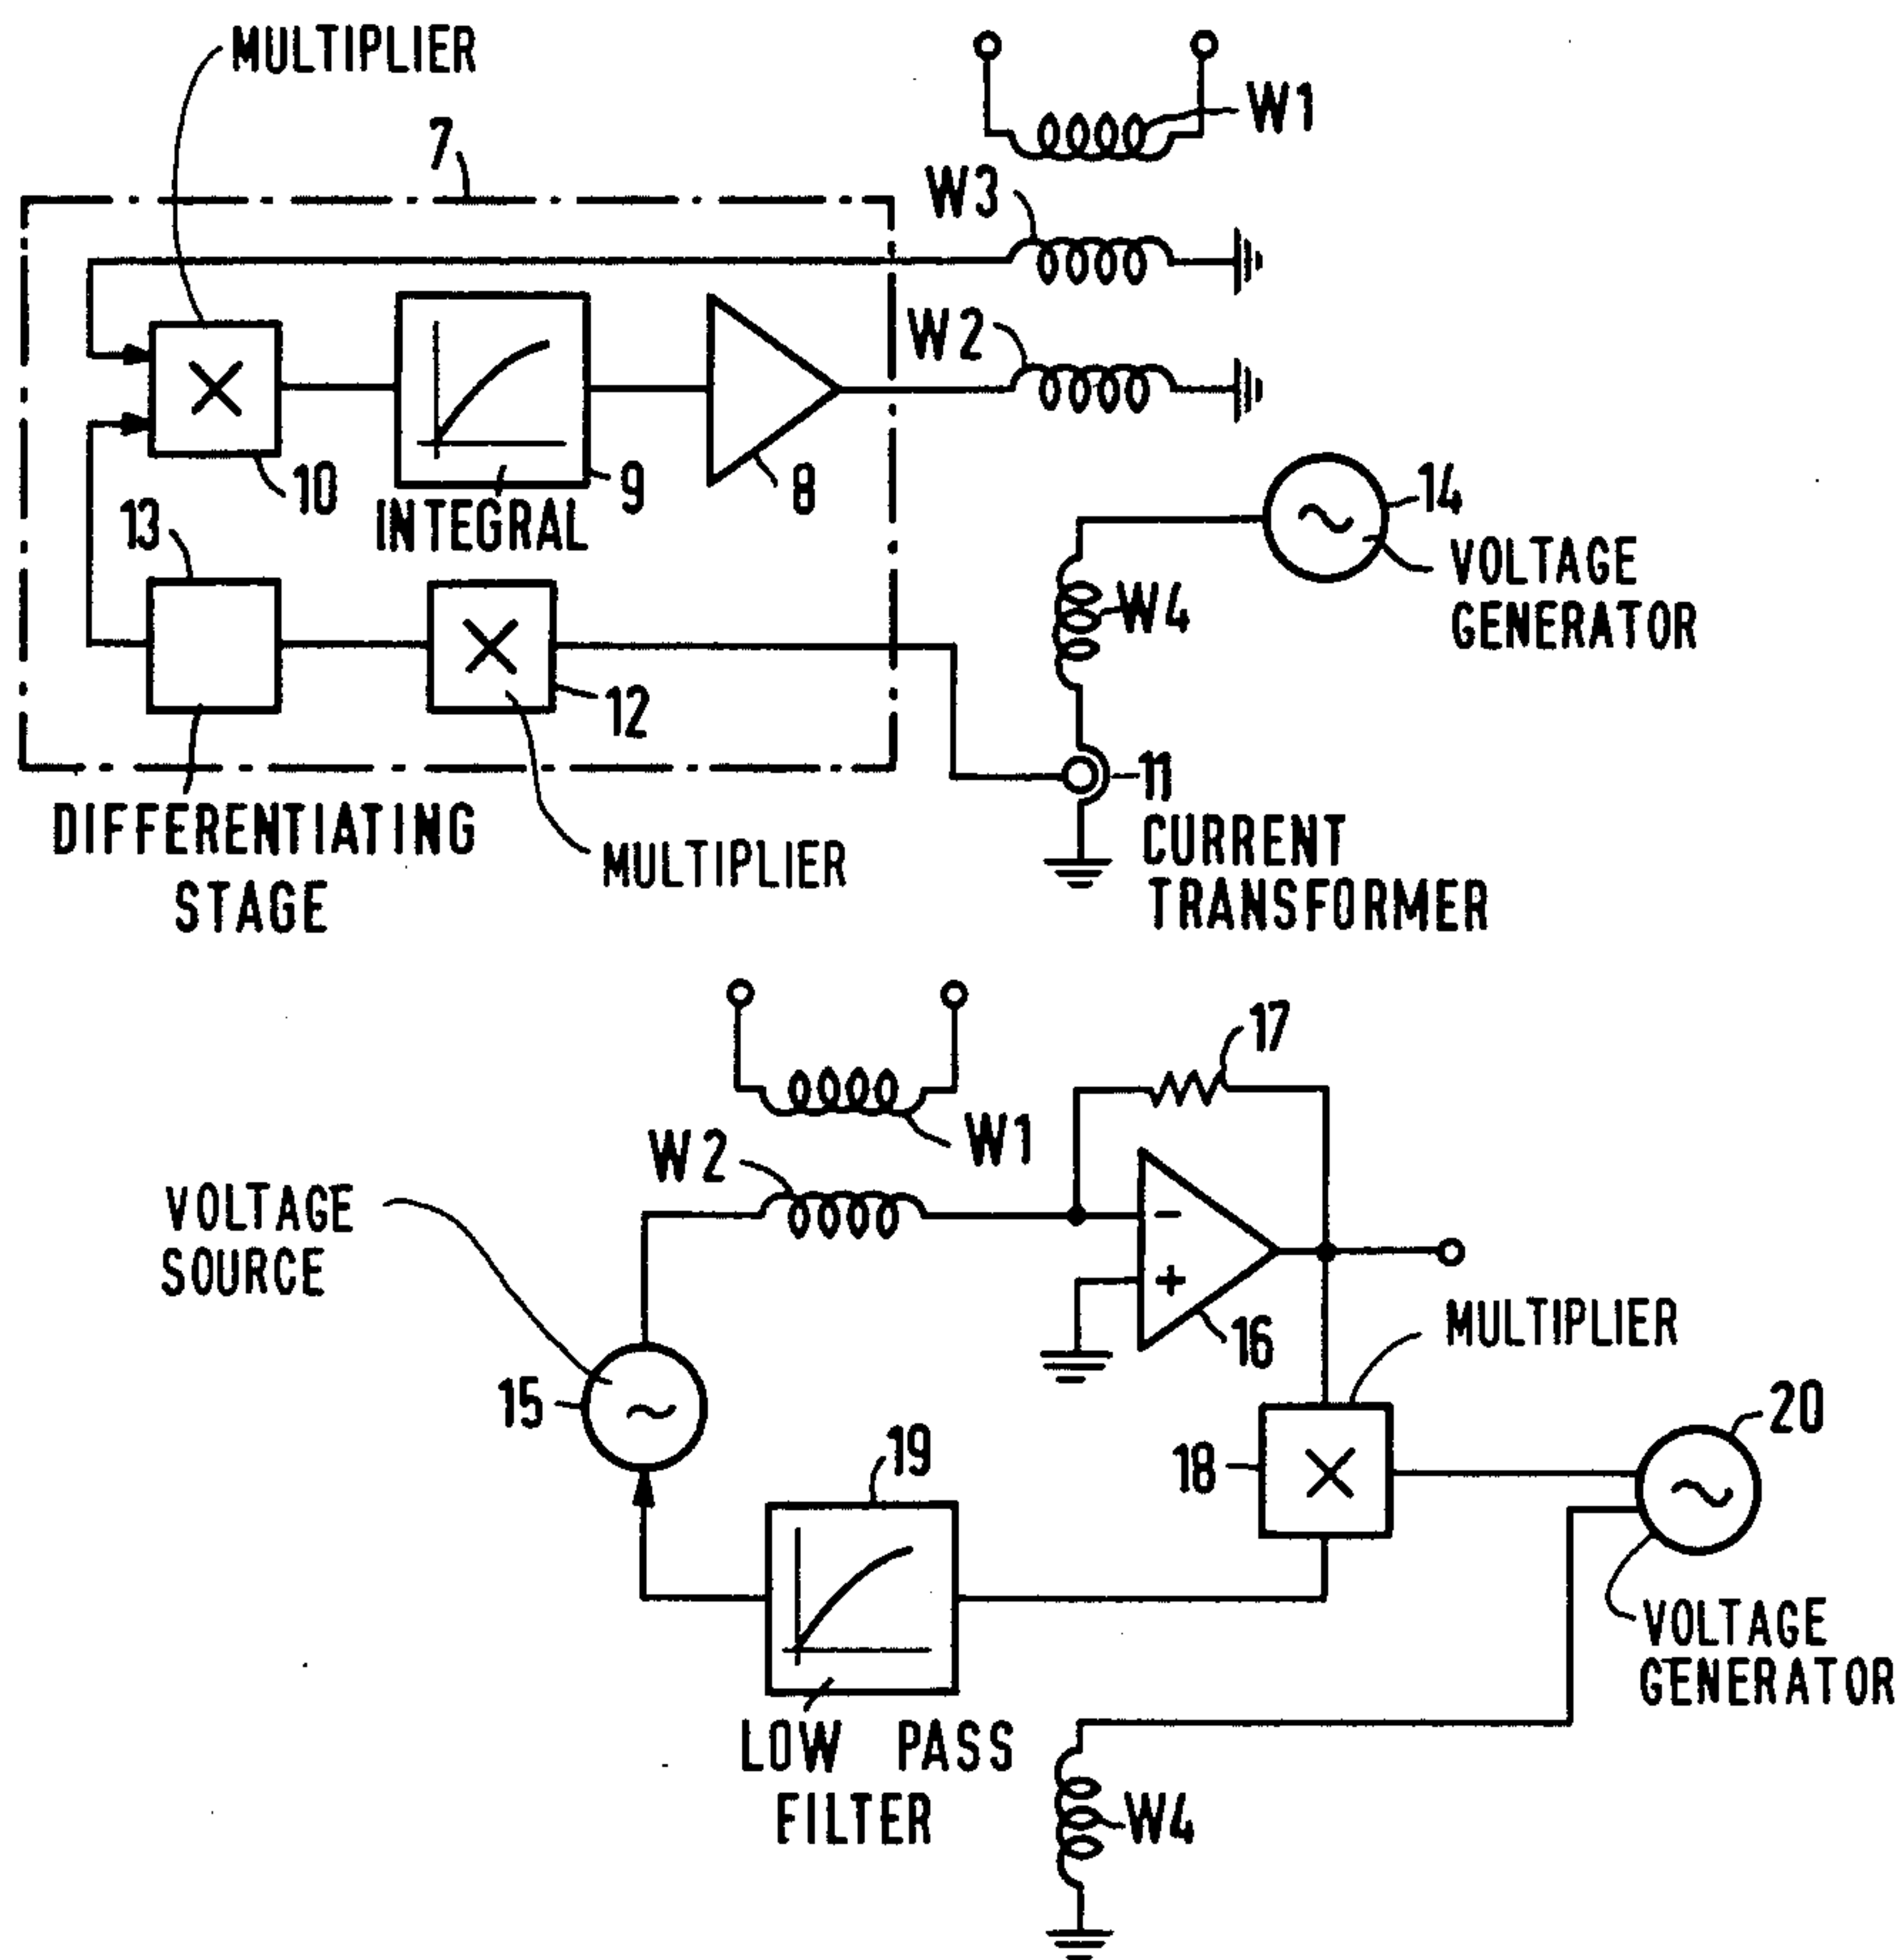 MULTIPLIER
W1
7
W3
W2
10
INTEGRAL
9
8
14
VOLTAGE
GENERATOR
13
W4
12
11
DIFFERENTIATING
STAGE
MULTIPLIER
CURRENT
TRANSFORMER
17
W1
W2
VOLTAGE
SOURCE
-
+
16
MULTIPLIER
15
20
19
18
VOLTAGE
GENERATOR
LOW PASS
FILTER
W4